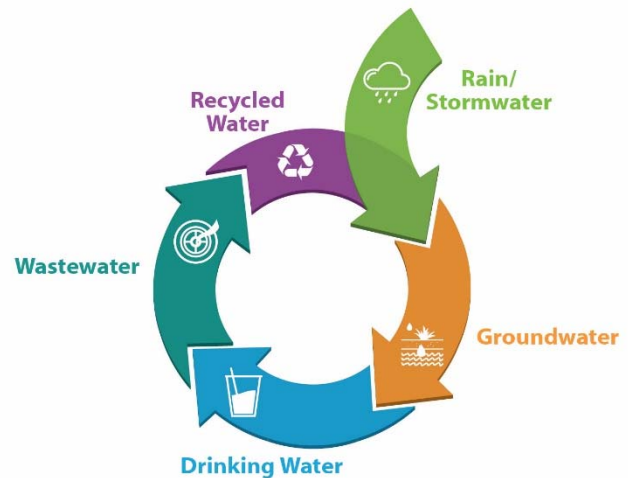 Rain/
Stormwater
Recycled
Water
Wastewater
Groundwater
Drinking Water